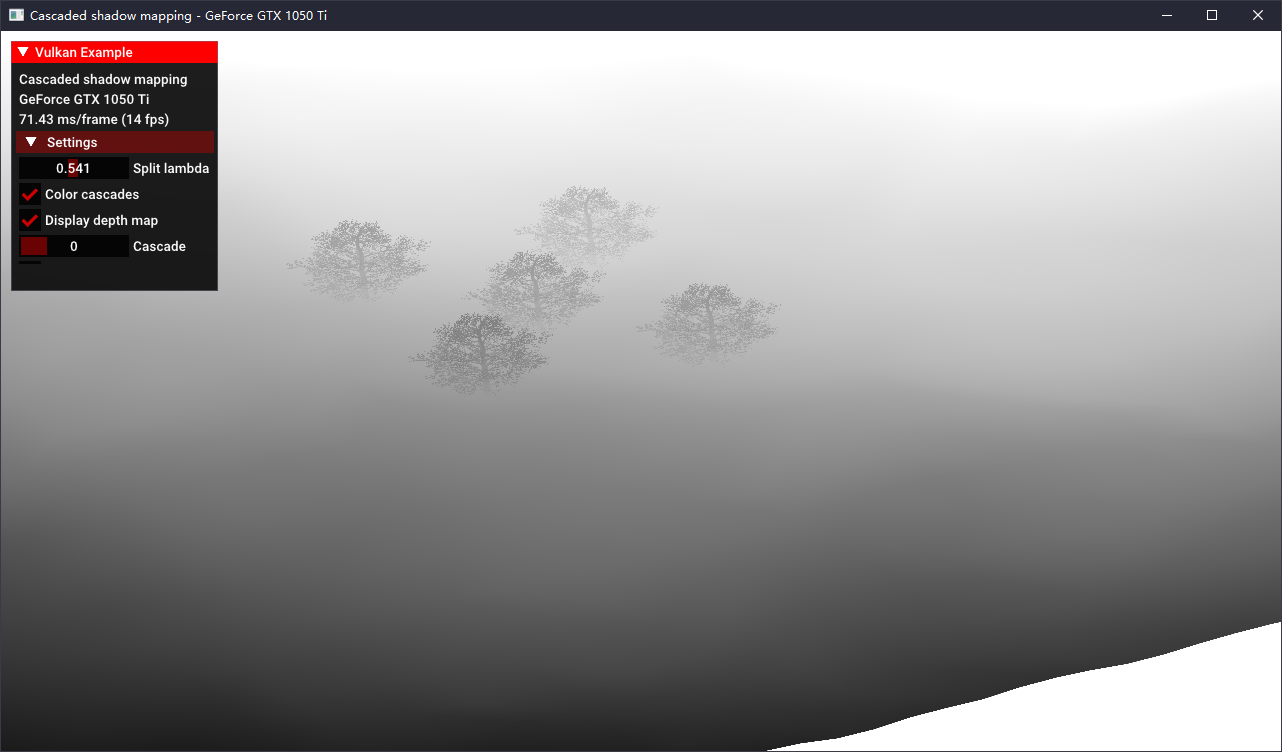 Cascaded shadow mapping - GeForce GTX 1050 Ti
Vulkan Example
Cascaded shadow mapping
GeForce GTX 1050 Ti
71.43 ms/frame (14 fps)
Settings
0.541 Split lambda
Color cascades
Display depth map
0 Cascade